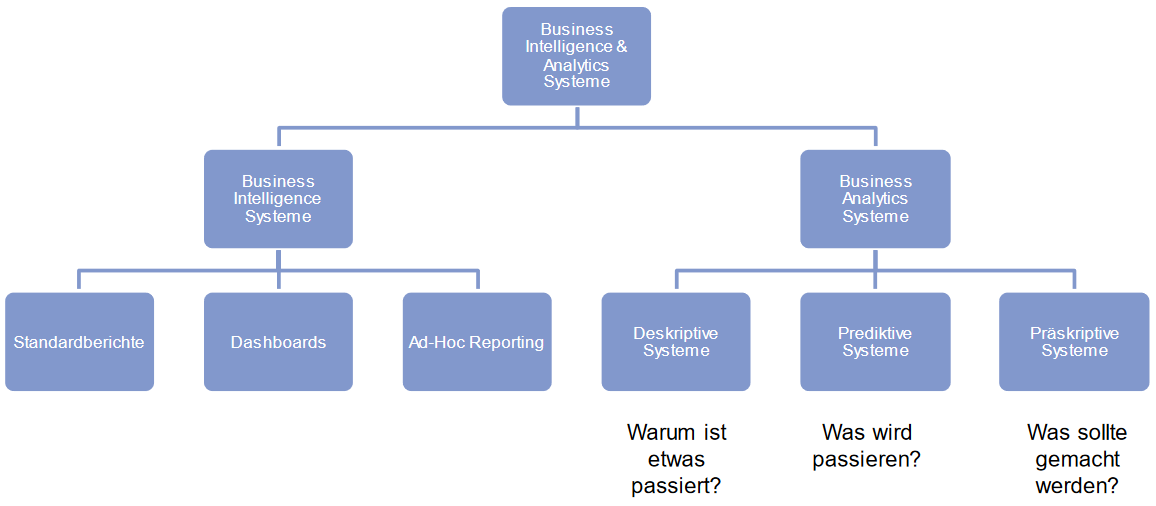 Business
Intelligence &
Analytics
Systeme
Business
Intelligence
Systeme
Business
Analytics
Systeme
Standardberichte
Dashboards
Ad-Hoc Reporting
Deskriptive
Systeme
Prediktive
Systeme
Präskriptive
Systeme
Warum ist
etwas
passiert?
Was wird
passieren?
Was sollte
gemacht
werden?